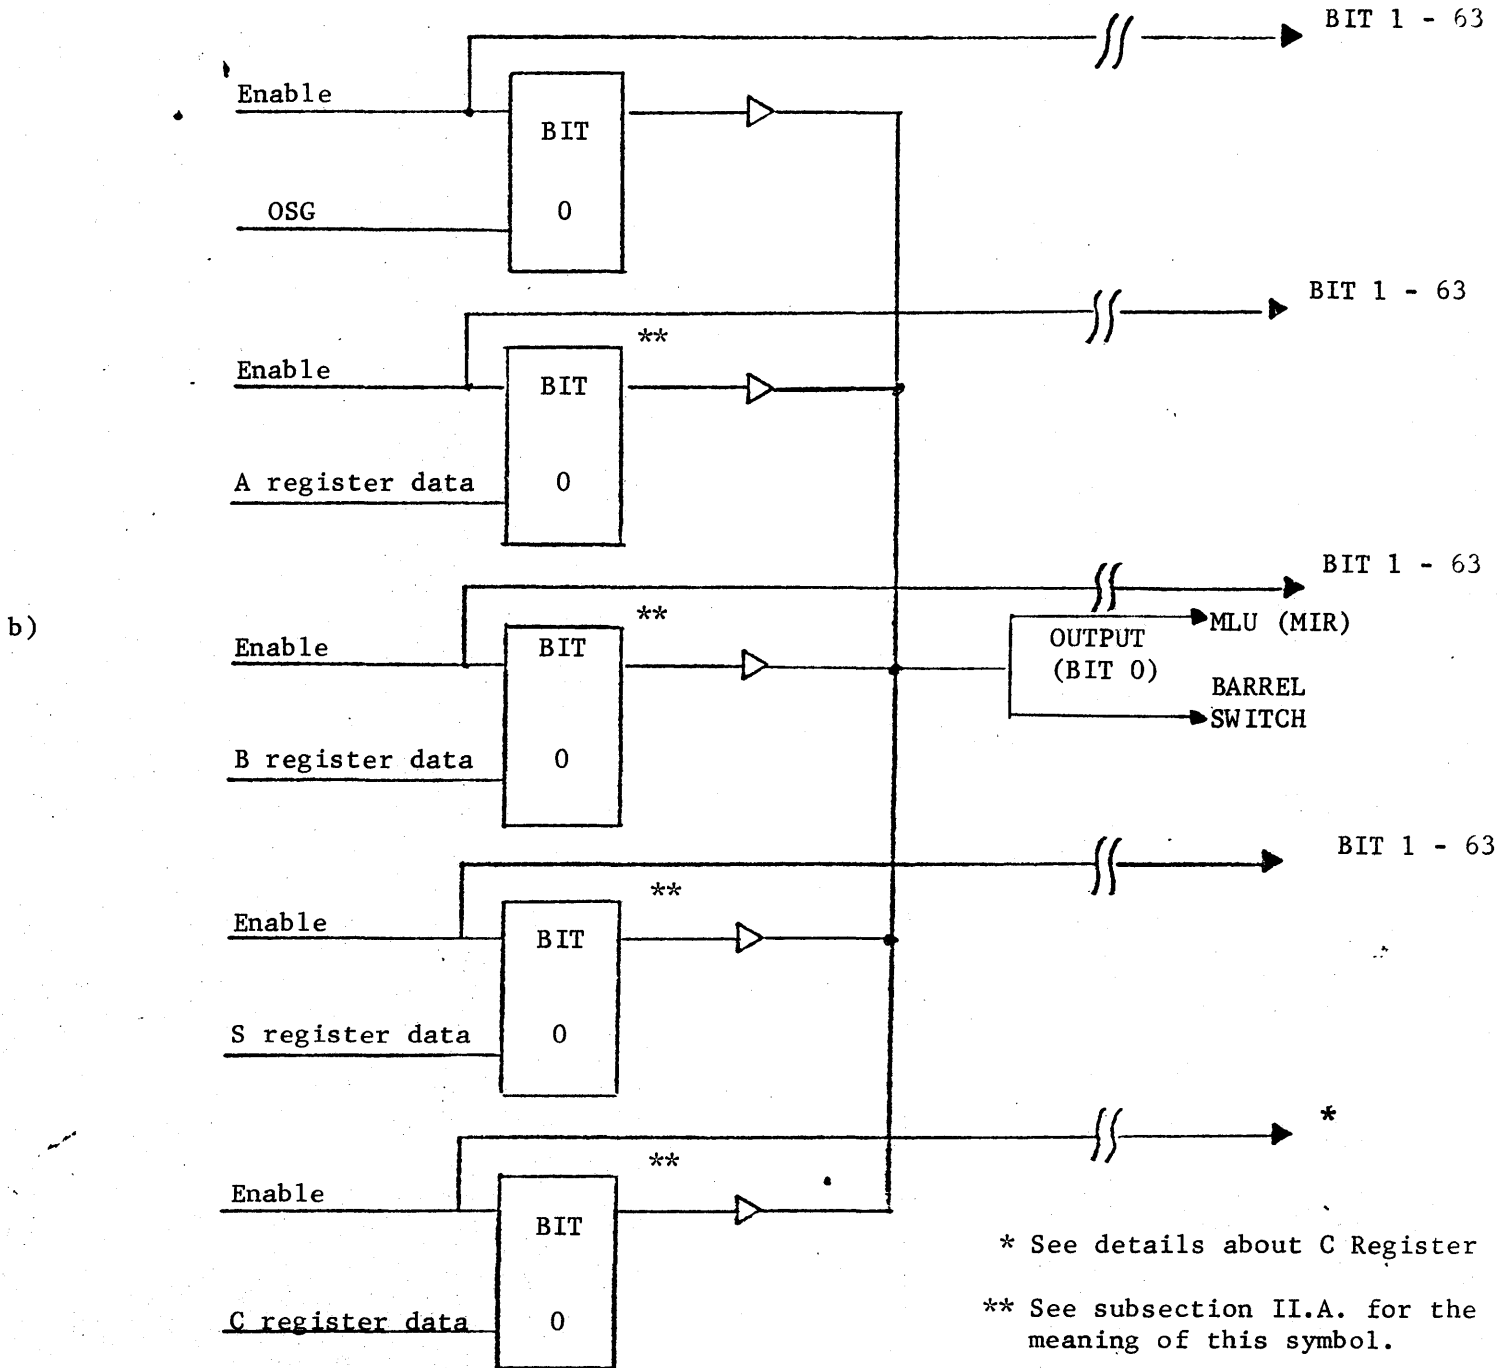 BIT 1 - 63
Enable
BIT
0
OSG
BIT 1 - 63
**
Enable
BIT
A register data
0
BIT 1 - 63
**
b)
Enable
BIT
OUTPUT
(BIT 0)
MLU (MIR)
BARREL
SWITCH
B register data
0
BIT 1 - 63
**
Enable
BIT
S register data
0
*
**
Enable
BIT
C register data
0
* See details about C Register
** See subsection II.A. for the
meaning of this symbol.